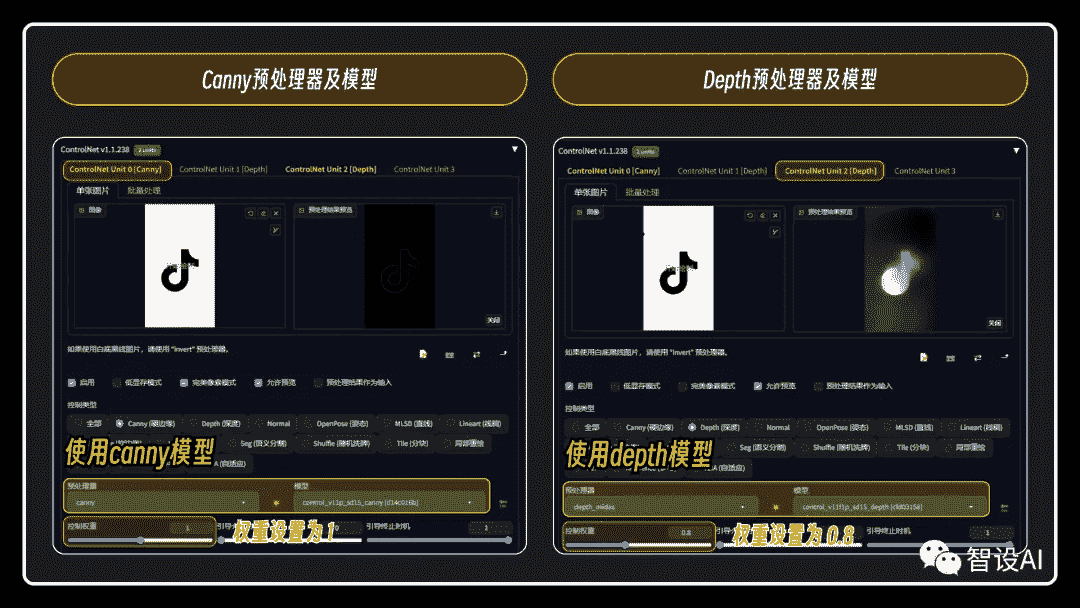 Canny预处理器及模型
Depth预处理器及模型
ControlNet v1.1.238 2 units
ControlNet Unit 0 [Canny] ControlNet Unit 1 [Depth] ControlNet Unit 2 [Depth] ControlNet Unit 3
单张图片 批量处理
图像 预处理结果预览
关闭
如果使用白底黑线图片，请使用 "invert" 预处理器。
启用 低显存模式 完美像素模式 允许预览 预处理结果作为输入
控制类型
全部 Canny (硬边缘) Depth (深度) Normal OpenPose (姿态) MLSD (直线) Lineart (线稿)
Seg (语义分割) Shuffle (随机洗牌) Tile (分块) 局部重绘
使用canny模型
预处理器 模型
canny control_v11p_sd15_canny [d14c016b]
控制权重 1 0 引导终止时机 1
权重设置为 1
ControlNet v1.1.238 2 units
ControlNet Unit 0 [Canny] ControlNet Unit 1 [Depth] ControlNet Unit 2 [Depth] ControlNet Unit 3
单张图片 批量处理
图像 预处理结果预览
关闭
如果使用白底黑线图片，请使用 "invert" 预处理器。
启用 低显存模式 完美像素模式 允许预览 预处理结果作为输入
控制类型
全部 Canny (硬边缘) Depth (深度) Normal OpenPose (姿态) MLSD (直线) Lineart (线稿)
Seg (语义分割) Shuffle (随机洗牌) Tile (分块) 局部重绘
使用depth模型
预处理器 模型
depth_midas control_v11f1p_sd15_depth [cfd03158]
控制权重 0.8 引导终止时机 1
权重设置为 0.8
智设AI